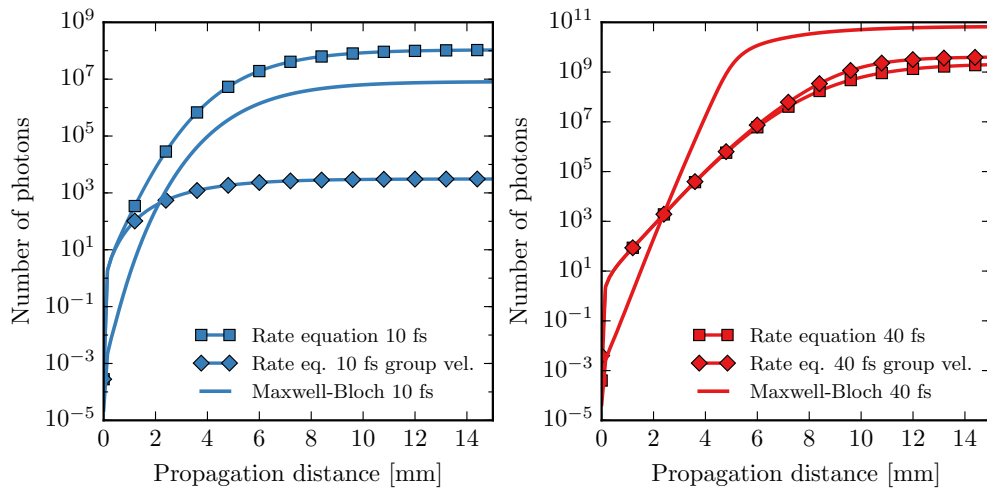 Number of photons
10^9
10^7
10^5
10^3
10^1
10^−1
10^−3
10^−5
0 2 4 6 8 10 12 14
Propagation distance [mm]
Rate equation 10 fs
Rate eq. 10 fs group vel.
Maxwell-Bloch 10 fs
Number of photons
10^11
10^9
10^7
10^5
10^3
10^1
10^−1
10^−3
10^−5
0 2 4 6 8 10 12 14
Propagation distance [mm]
Rate equation 40 fs
Rate eq. 40 fs group vel.
Maxwell-Bloch 40 fs